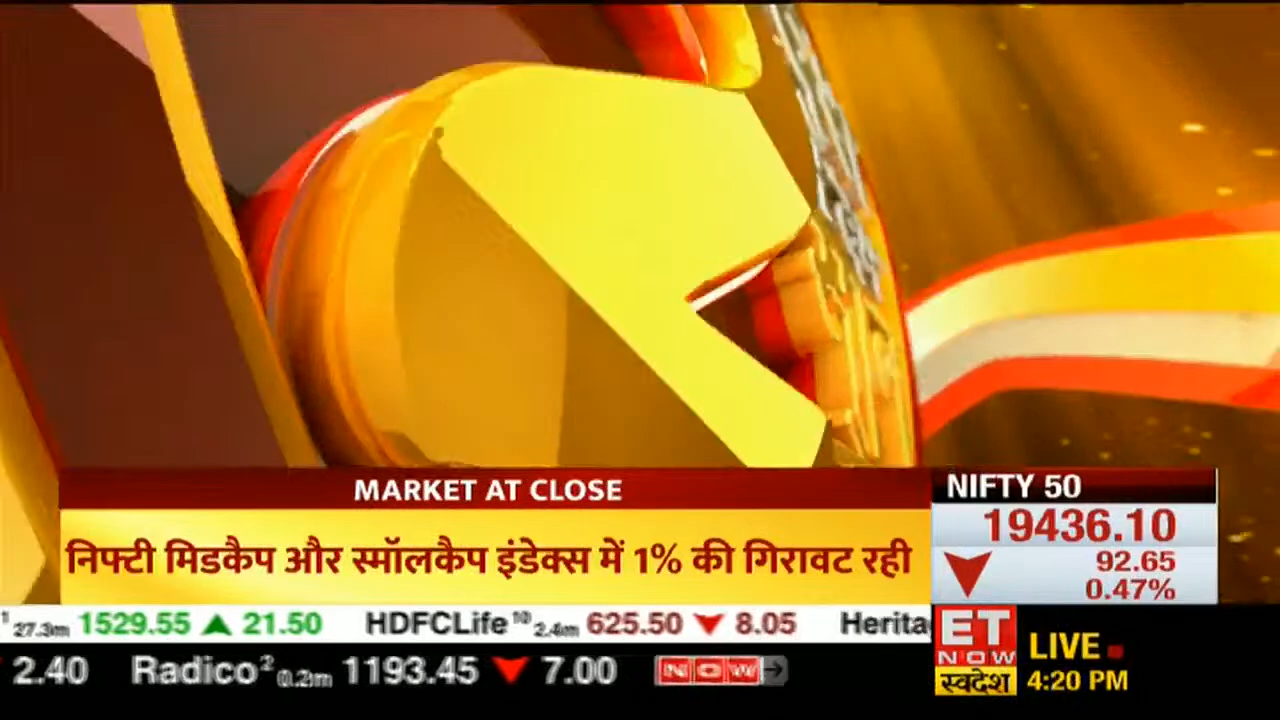 MARKET AT CLOSE
निफ्टी मिडकैप और स्मॉलकैप इंडेक्स में 1% की गिरावट रही
NIFTY 50
19436.10
▼ 92.65
0.47%
27.3m 1529.55 ▲ 21.50 HDFCLife 10 2.4m 625.50 ▼ 8.05 Herita
2.40 Radico 2 0.2m 1193.45 ▼ 7.00 NOW
ET
NOW
स्वदेश
LIVE
4:20 PM